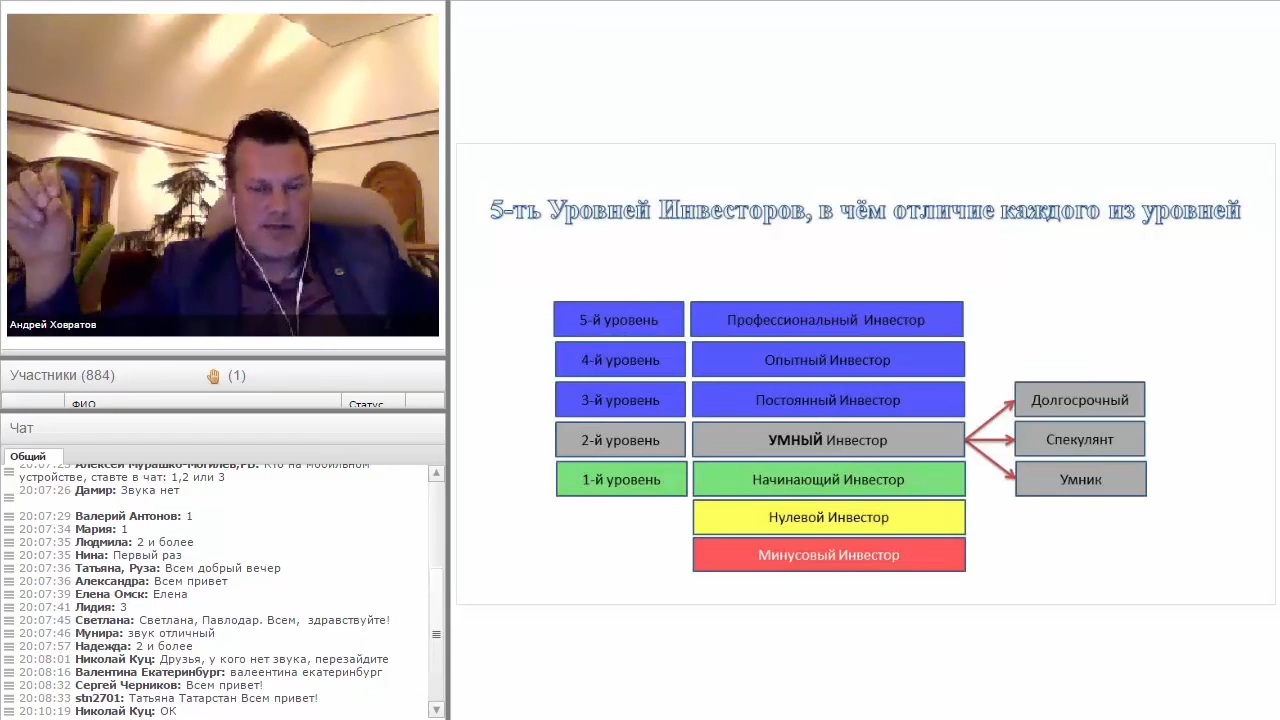 Андрей Ховратов
Участники (884)
(1)
ФИО
Статус
Чат
Общий
20:07:25 Алексей Мурашко-Могилев,РБ: Кто на мобильном
устройстве, ставте в чат: 1,2 или 3
20:07:26 Дамир: Звука нет
20:07:29 Валерий Антонов: 1
20:07:34 Мария: 1
20:07:35 Людмила: 2 и более
20:07:35 Нина: Первый раз
20:07:36 Татьяна, Руза: Всем добрый вечер
20:07:36 Александра: Всем привет
20:07:39 Елена Омск: Елена
20:07:41 Лидия: 3
20:07:45 Светлана: Светлана, Павлодар. Всем, здравствуйте!
20:07:46 Мунира: звук отличный
20:07:57 Надежда: 2 и более
20:08:01 Николай Куц: Друзья, у кого нет звука, перезайдите
20:08:16 Валентина Екатеринбург: валеентина екатеринбург
20:08:32 Сергей Черников: Всем привет!
20:08:33 stn2701: Татьяна Татарстан Всем привет!
20:10:19 Николай Куц: ОК
5-ть Уровней Инвесторов, в чём отличие каждого из уровней
5-й уровень Профессиональный Инвестор
4-й уровень Опытный Инвестор
3-й уровень Постоянный Инвестор Долгосрочный
2-й уровень УМНЫЙ Инвестор Спекулянт
1-й уровень Начинающий Инвестор Умник
Нулевой Инвестор
Минусовый Инвестор